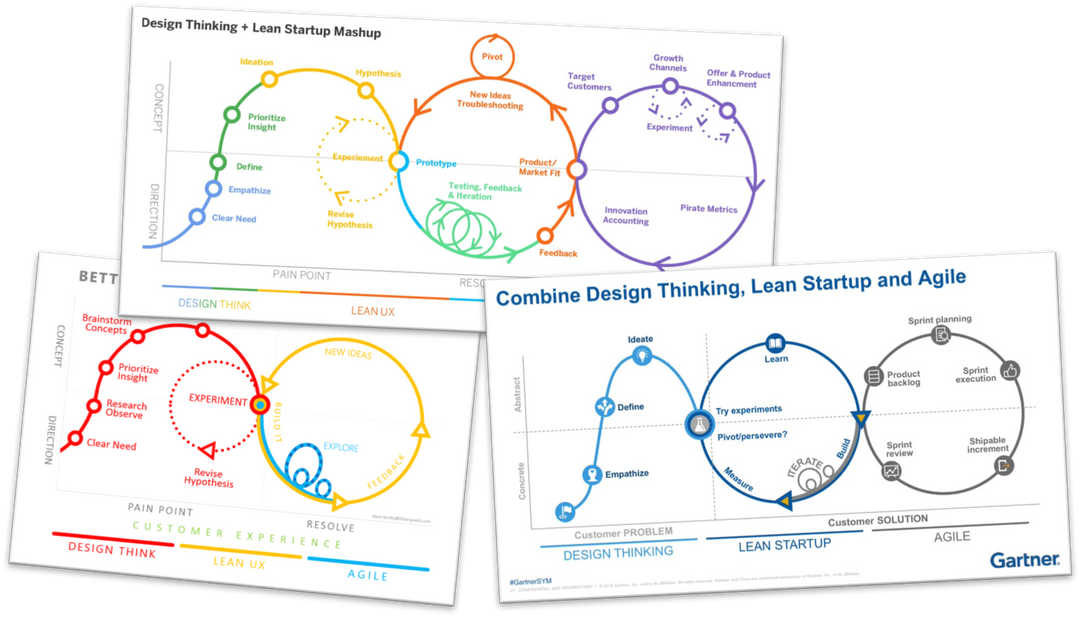 Design Thinking + Lean Startup Mashup
CONCEPT
DIRECTION
Ideation
Hypothesis
Prioritize
Insight
Define
Empathize
Clear Need
Experiement
Revise
Hypothesis
Pivot
New Ideas
Troubleshooting
Prototype
Product/
Market Fit
Testing, Feedback
& Iteration
Feedback
Target
Customers
Growth
Channels
Offer & Product
Enhancment
Experiment
Innovation
Accounting
Pirate Metrics
PAIN POINT
DESIGN THINK
LEAN UX
CONCEPT
DIRECTION
Brainstorm
Concepts
Prioritize
Insight
Research
Observe
Clear Need
EXPERIMENT
Revise
Hypothesis
NEW IDEAS
BUILD IT
EXPLORE
FEEDBACK
PAIN POINT
RESOLVE
CUSTOMER EXPERIENCE
DESIGN THINK
LEAN UX
AGILE
Combine Design Thinking, Lean Startup and Agile
Abstract
Concrete
Ideate
Define
Empathize
Learn
Try experiments
Pivot/persevere?
Measure
ITERATE
Build
Sprint planning
Product
backlog
Sprint
execution
Sprint
review
Shipable
increment
Customer PROBLEM
Customer SOLUTION
DESIGN THINKING
LEAN STARTUP
AGILE
#GartnerSYM
Gartner